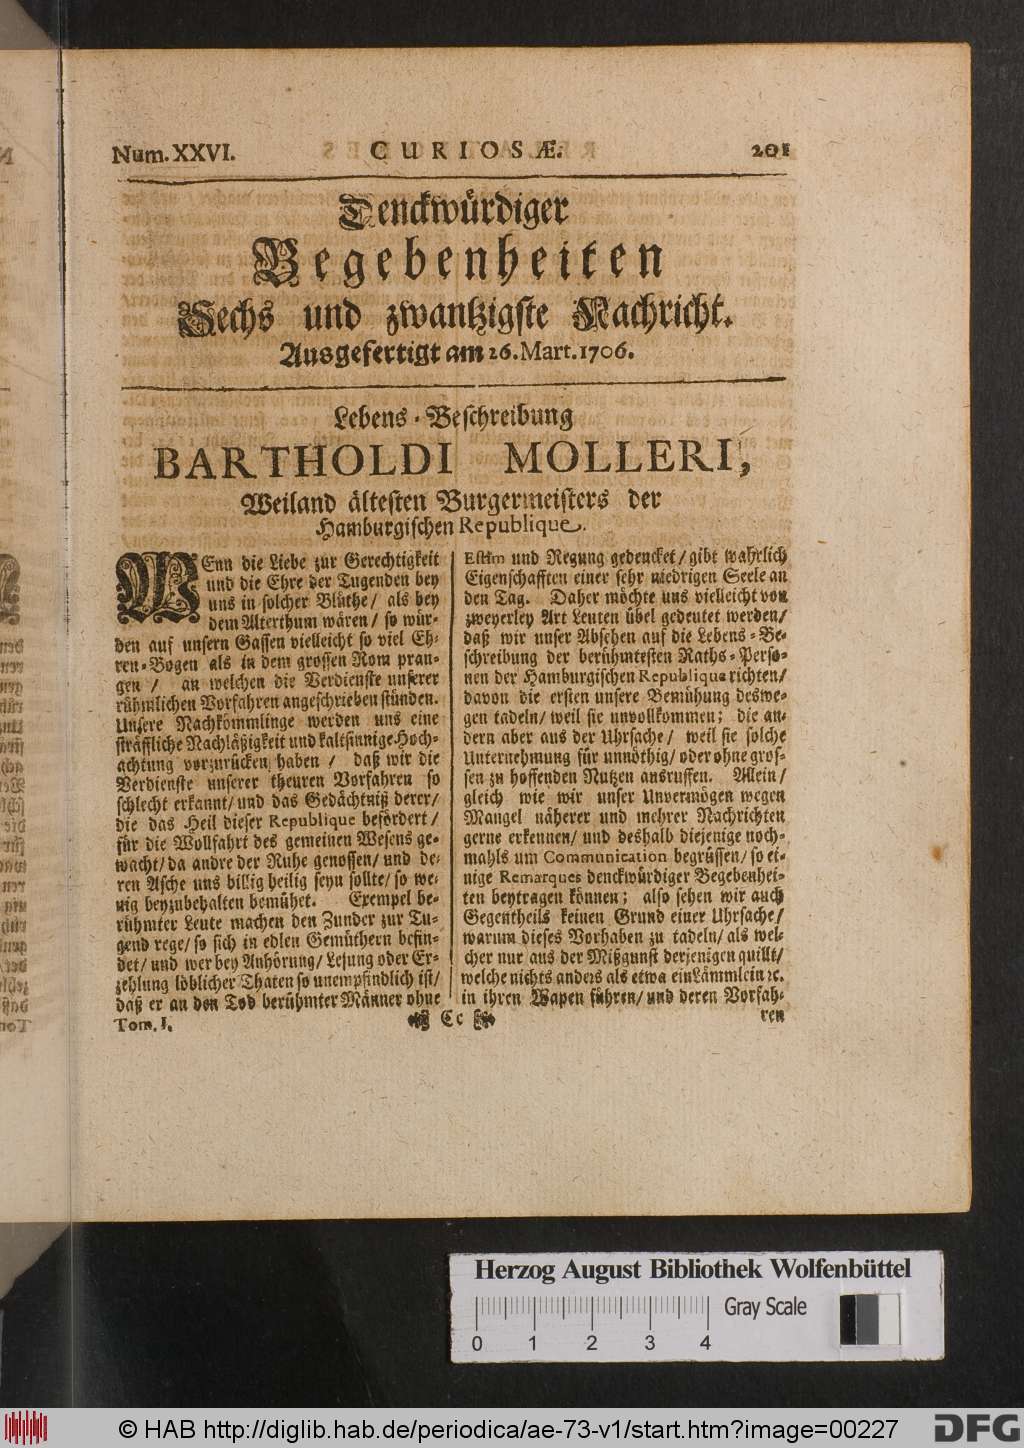 Num. XXVI. CURIOSÆ. 201
Denckwürdiger
Begebenheiten
Sechs und zwantzigste Nachricht.
Ausgefertigt am 26. Mart. 1706.
Lebens-Beschreibung
BARTHOLDI MOLLERI,
Weiland ältesten Burgermeisters der
Hamburgischen Republique.
WEnn die Liebe zur Gerechtigkeit
und die Ehre der Tugenden bey
uns in solcher Blüthe / als bey
dem Alterthum wären / so wür-
den auf unsern Gassen vielleicht so viel Eh-
ren-Bogen als in dem grossen Rom pran-
gen / an welchen die Verdienste unserer
rühmlichen Vorfahren angeschrieben stünden.
Unsere Nachkömmlinge werden uns eine
sträffliche Nachläßigkeit und kaltsinnige Hoch-
achtung vorzurücken haben / daß wir die
Verdienste unserer theuren Vorfahren so
schlecht erkannt / und das Gedächtniß derer /
die das Heil dieser Republique befördert /
für die Wollfahrt des gemeinen Wesens ge-
wacht / da andre der Ruhe genossen / und de-
ren Asche uns billig heilig seyn sollte / so we-
nig beyzubehalten bemühet. Exempel be-
rühmter Leute machen den Zunder zur Tu-
gend rege / so sich in edlen Gemüthern befin-
det / und wer bey Anhörung / Lesung oder Er-
zehlung löblicher Thaten so unempfindlich ist /
daß er an den Tod berühmter Männer ohne
Tom. I. Cc
Estim und Regung gedencket / gibt wahrlich
Eigenschafften einer sehr niedrigen Seele an
den Tag. Daher möchte uns vielleicht von
zweyerley Art Leuten übel gedeutet werden /
daß wir unser Absehen auf die Lebens-Be-
schreibung der berühmtesten Raths-Perso-
nen der Hamburgischen Republique richten /
davon die ersten unsere Bemühung deswe-
gen tadeln / weil sie unvollkommen; die an-
dern aber aus der Uhrsache / weil sie solche
Unternehmung für unnöthig / oder ohne gros-
sen zu hoffenden Nutzen ausruffen. Allein /
gleich wie wir unser Unvermögen wegen
Mangel näherer und mehrer Nachrichten
gerne erkennen / und deshalb diejenige noch-
mahls um Communication begrüssen / so ei-
nige Remarques denckwürdiger Begebenhei-
ten beytragen können; also sehen wir auch
Gegentheils keinen Grund einer Uhrsache /
warum dieses Vorhaben zu tadeln / als wel-
cher nur aus der Mißgunst derjenigen quillt /
welche nichts anders als etwa ein Lämmlein ꝛc.
in ihren Wapen führen / und deren Vorfah-
ren
Herzog August Bibliothek Wolfenbüttel
Gray Scale
0 1 2 3 4
© HAB http://diglib.hab.de/periodica/ae-73-v1/start.htm?image=00227
DFG